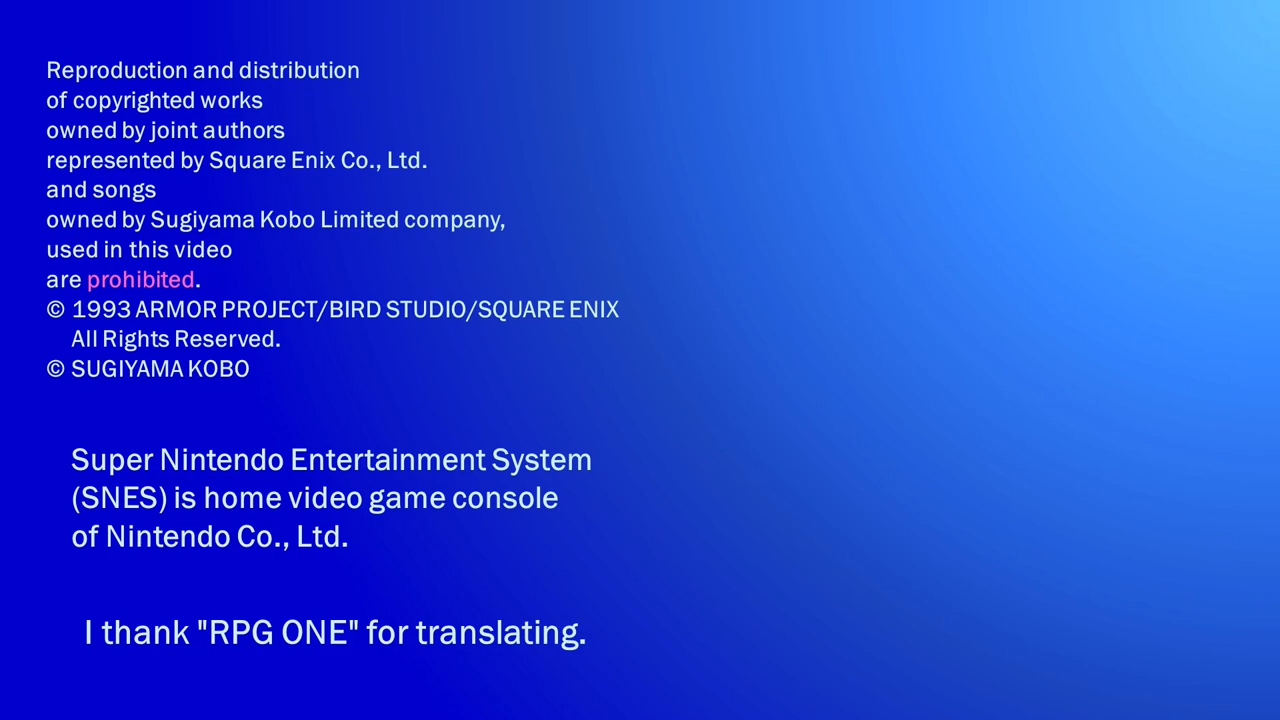 Reproduction and distribution
of copyrighted works
owned by joint authors
represented by Square Enix Co., Ltd.
and songs
owned by Sugiyama Kobo Limited company,
used in this video
are prohibited.
© 1993 ARMOR PROJECT/BIRD STUDIO/SQUARE ENIX
All Rights Reserved.
© SUGIYAMA KOBO
Super Nintendo Entertainment System
(SNES) is home video game console
of Nintendo Co., Ltd.
I thank "RPG ONE" for translating.